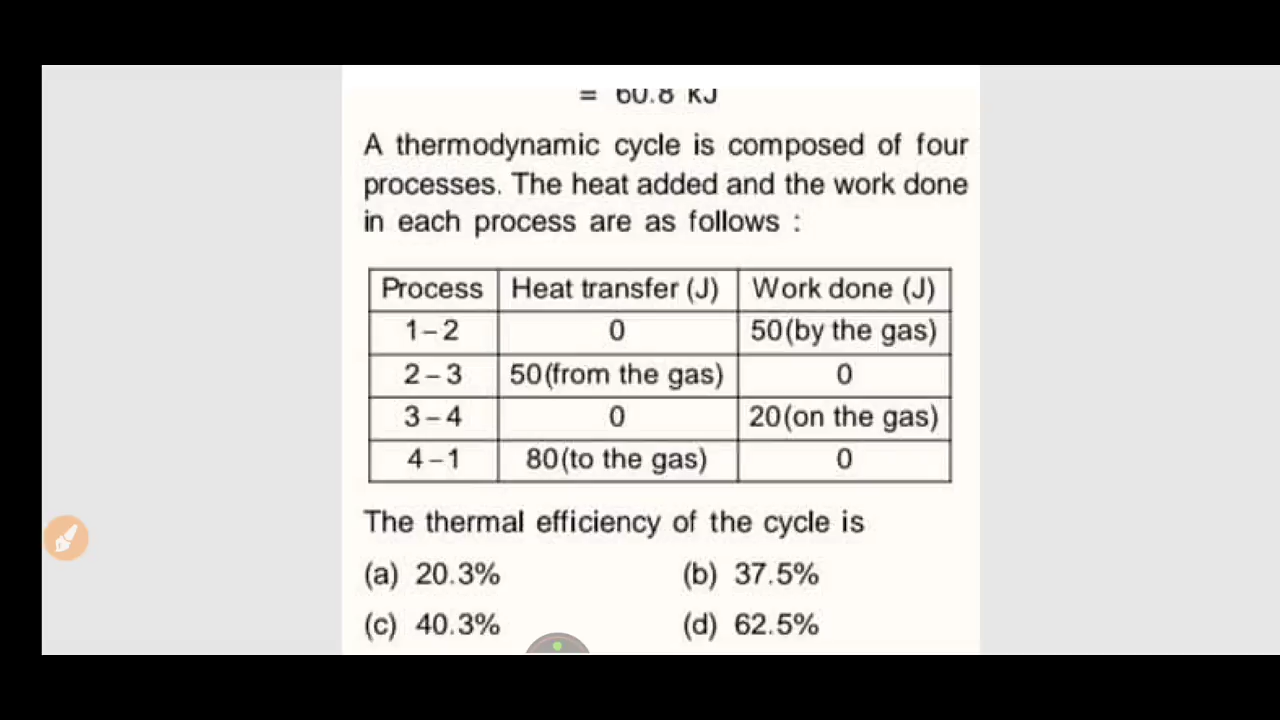 = 60.8 KJ
A thermodynamic cycle is composed of four
processes. The heat added and the work done
in each process are as follows :
Process Heat transfer (J) Work done (J)
1–2 0 50(by the gas)
2–3 50(from the gas) 0
3–4 0 20(on the gas)
4–1 80(to the gas) 0
The thermal efficiency of the cycle is
(a) 20.3% (b) 37.5%
(c) 40.3% (d) 62.5%